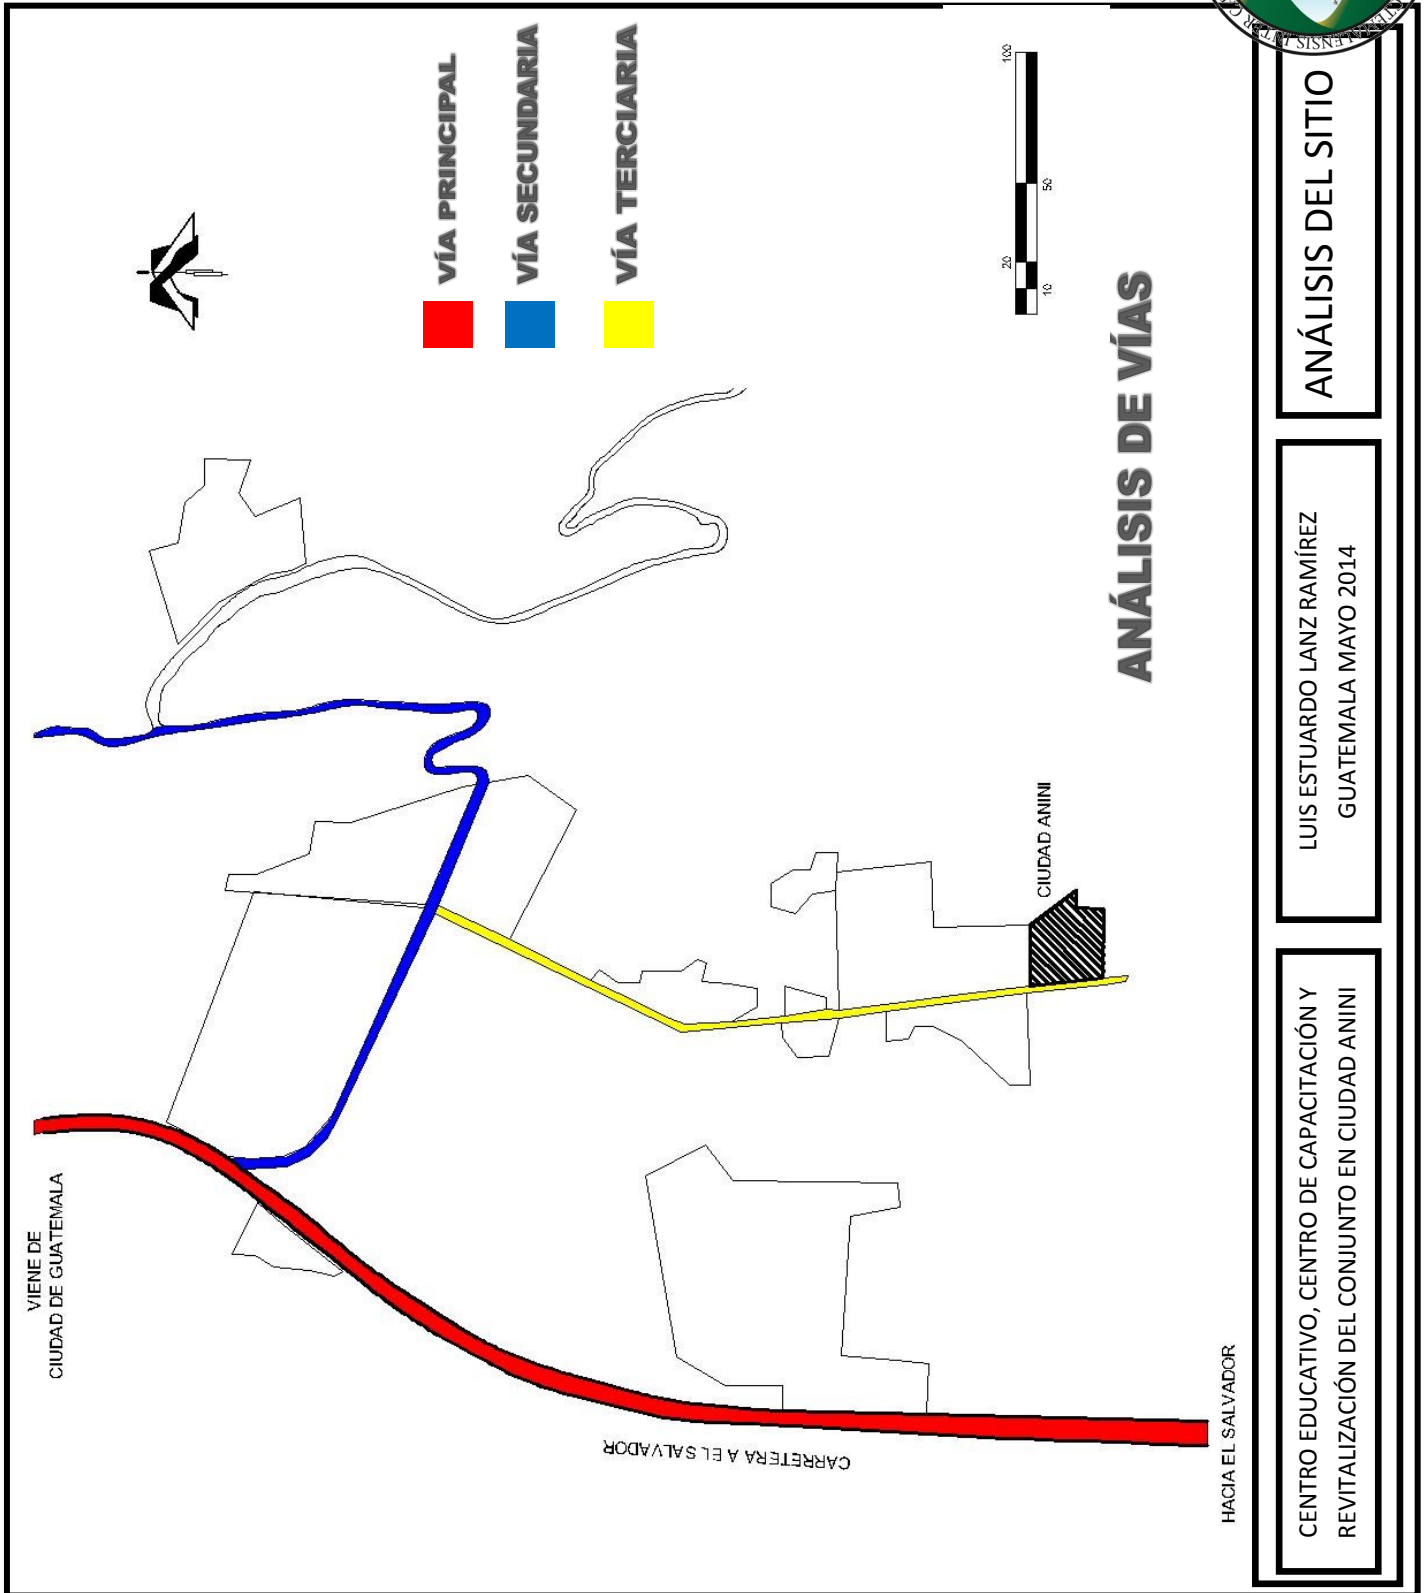 VIENE DE
CIUDAD DE GUATEMALA
CARRETERA A EL SALVADOR
HACIA EL SALVADOR
CIUDAD ANINI
VÍA PRINCIPAL
VÍA SECUNDARIA
VÍA TERCIARIA
10
20
50
100
ANÁLISIS DE VÍAS
CENTRO EDUCATIVO, CENTRO DE CAPACITACIÓN Y
REVITALIZACIÓN DEL CONJUNTO EN CIUDAD ANINI
LUIS ESTUARDO LANZ RAMÍREZ
GUATEMALA MAYO 2014
ANÁLISIS DEL SITIO
INTER